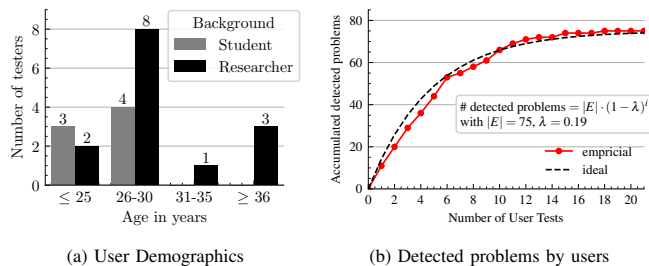 Background
Student
Researcher
Number of testers
8
6
4
2
0
3
2
4
8
1
3
≤ 25
26-30
31-35
≥ 36
Age in years
(a) User Demographics
Accumulated detected problems
80
60
40
20
0
# detected problems = |E| · (1 − λ)^i
with |E| = 75, λ = 0.19
empricial
ideal
0
2
4
6
8
10
12
14
16
18
20
Number of User Tests
(b) Detected problems by users